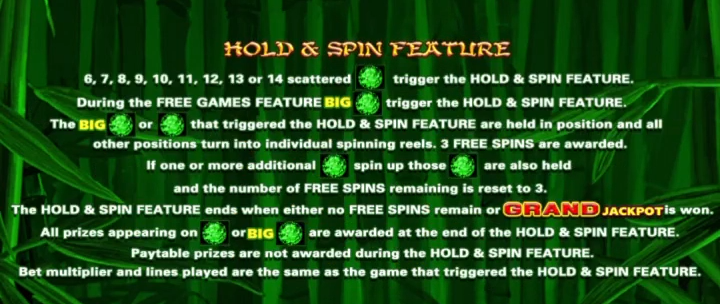 HOLD & SPIN FEATURE
6, 7, 8, 9, 10, 11, 12, 13 or 14 scattered trigger the HOLD & SPIN FEATURE.
During the FREE GAMES FEATURE BIG trigger the HOLD & SPIN FEATURE.
The BIG or that triggered the HOLD & SPIN FEATURE are held in position and all
other positions turn into individual spinning reels. 3 FREE SPINS are awarded.
If one or more additional spin up those are also held
and the number of FREE SPINS remaining is reset to 3.
The HOLD & SPIN FEATURE ends when either no FREE SPINS remain or GRAND JACKPOT is won.
All prizes appearing on or BIG are awarded at the end of the HOLD & SPIN FEATURE.
Paytable prizes are not awarded during the HOLD & SPIN FEATURE.
Bet multiplier and lines played are the same as the game that triggered the HOLD & SPIN FEATURE.